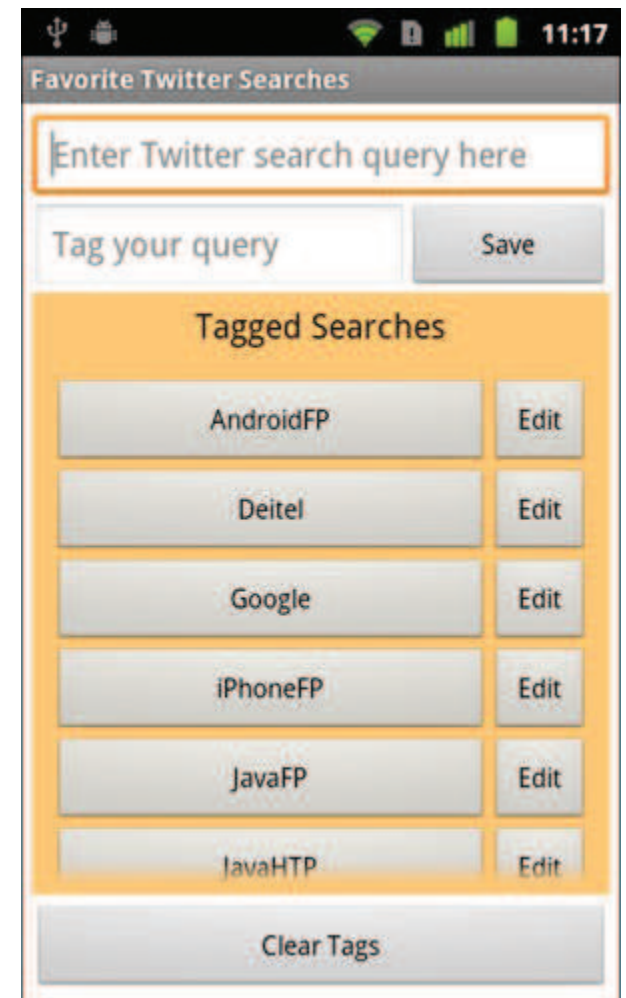 11:17
Favorite Twitter Searches
Enter Twitter search query here
Tag your query Save
Tagged Searches
AndroidFP Edit
Deitel Edit
Google Edit
iPhoneFP Edit
JavaFP Edit
JavaHTP Edit
Clear Tags